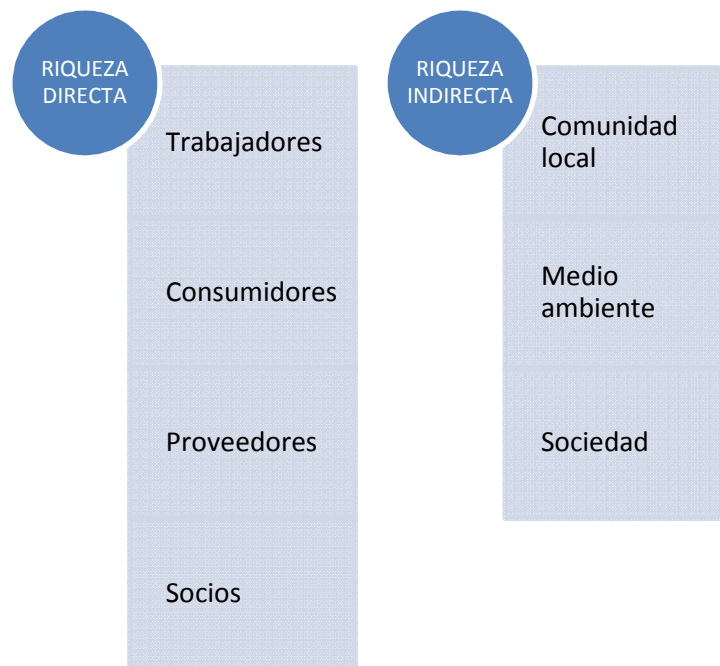 RIQUEZA
DIRECTA
Trabajadores
Consumidores
Proveedores
Socios
RIQUEZA
INDIRECTA
Comunidad
local
Medio
ambiente
Sociedad